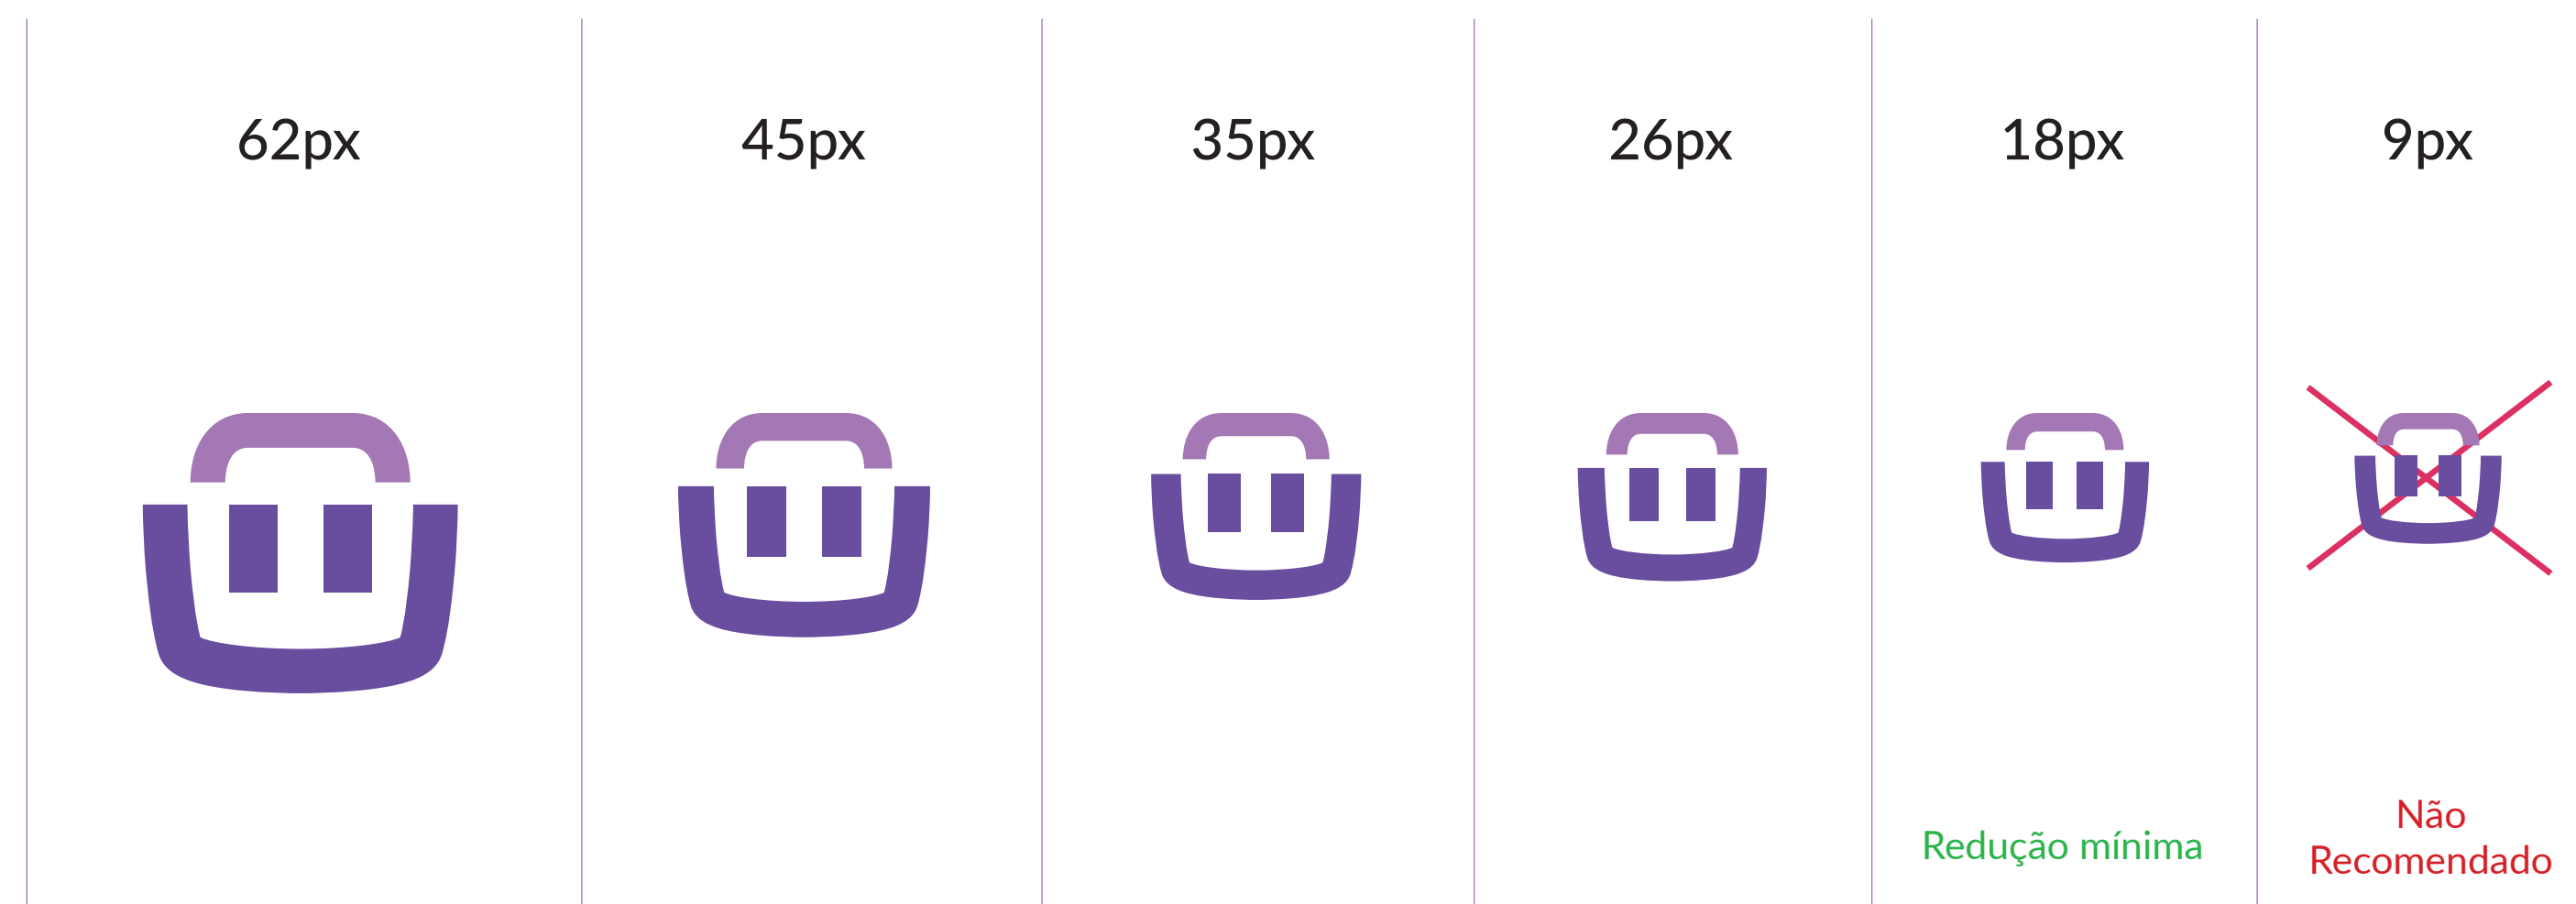 62px
45px
35px
26px
18px
9px
Redução mínima
Não
Recomendado